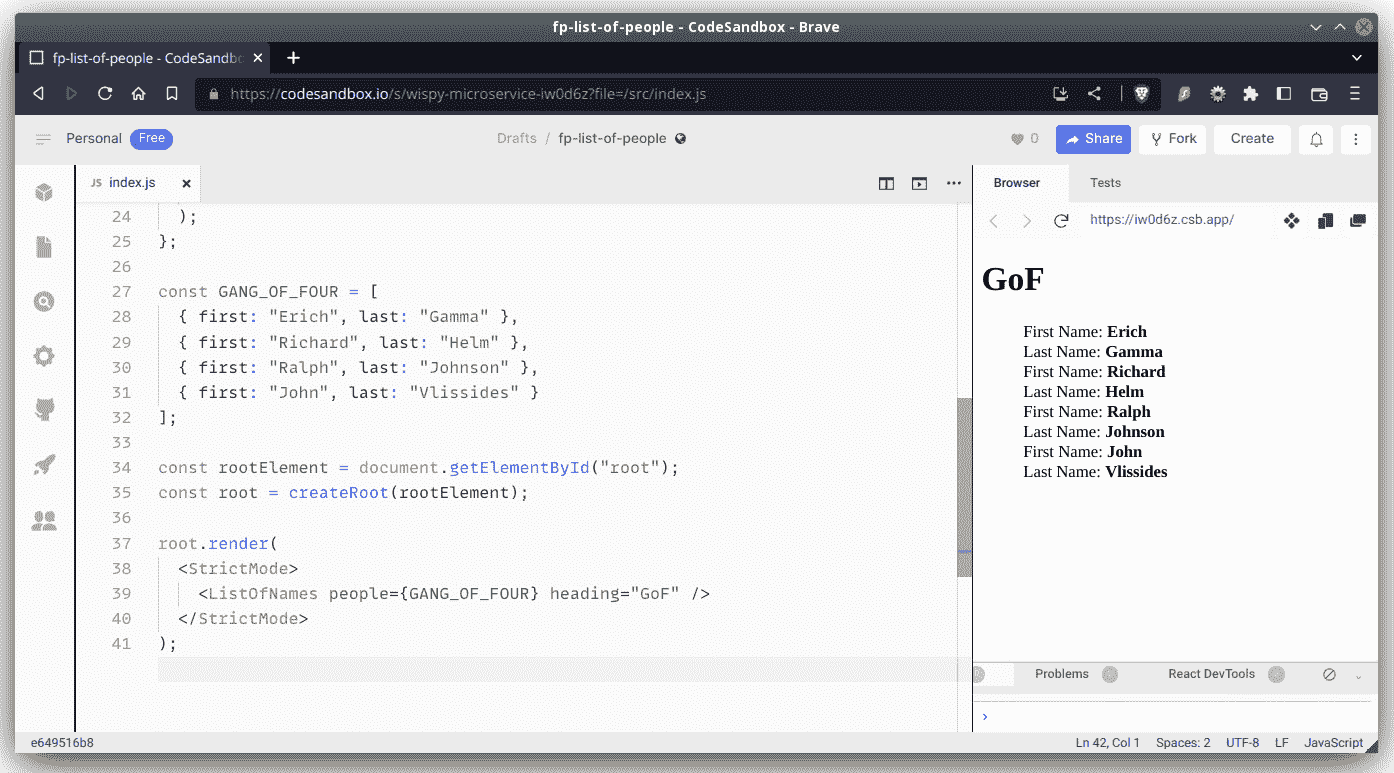 fp-list-of-people - CodeSandbox - Brave
fp-list-of-people - CodeSandbo
https://codesandbox.io/s/wispy-microservice-iw0d6z?file=/src/index.js
Personal Free Drafts / fp-list-of-people 0 Share Fork Create
JS index.js
Browser Tests
https://iw0d6z.csb.app/
24 );
25 };
26
27 const GANG_OF_FOUR = [
28 { first: "Erich", last: "Gamma" },
29 { first: "Richard", last: "Helm" },
30 { first: "Ralph", last: "Johnson" },
31 { first: "John", last: "Vlissides" }
32 ];
33
34 const rootElement = document.getElementById("root");
35 const root = createRoot(rootElement);
36
37 root.render(
38 <StrictMode>
39 <ListOfNames people={GANG_OF_FOUR} heading="GoF" />
40 </StrictMode>
41 );
GoF
First Name: Erich
Last Name: Gamma
First Name: Richard
Last Name: Helm
First Name: Ralph
Last Name: Johnson
First Name: John
Last Name: Vlissides
Problems React DevTools
›
e649516b8 Ln 42, Col 1 Spaces: 2 UTF-8 LF JavaScript